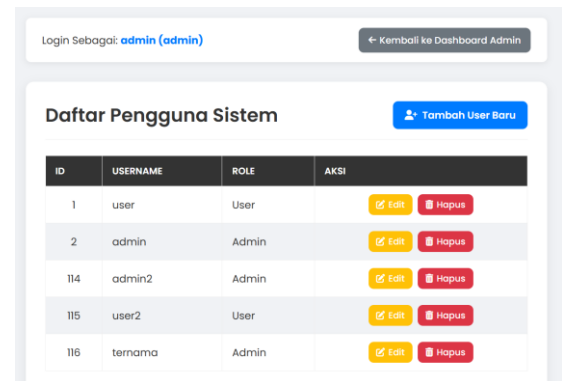 Login Sebagai: admin (admin)
← Kembali ke Dashboard Admin
Daftar Pengguna Sistem
Tambah User Baru
ID USERNAME ROLE AKSI
1 user User Edit Hapus
2 admin Admin Edit Hapus
114 admin2 Admin Edit Hapus
115 user2 User Edit Hapus
116 ternama Admin Edit Hapus